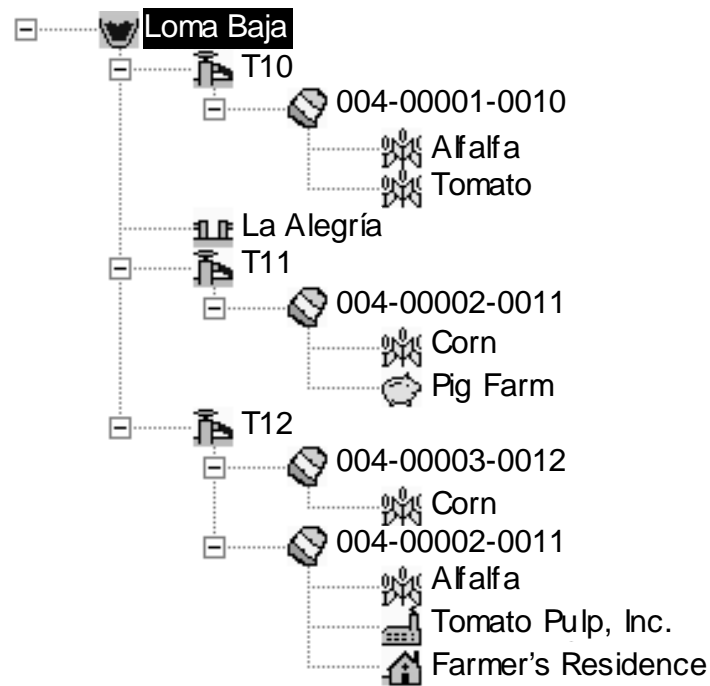 Loma Baja
T10
004-00001-0010
Alfalfa
Tomato
La Alegría
T11
004-00002-0011
Corn
Pig Farm
T12
004-00003-0012
Corn
004-00002-0011
Alfalfa
Tomato Pulp, Inc.
Farmer's Residence